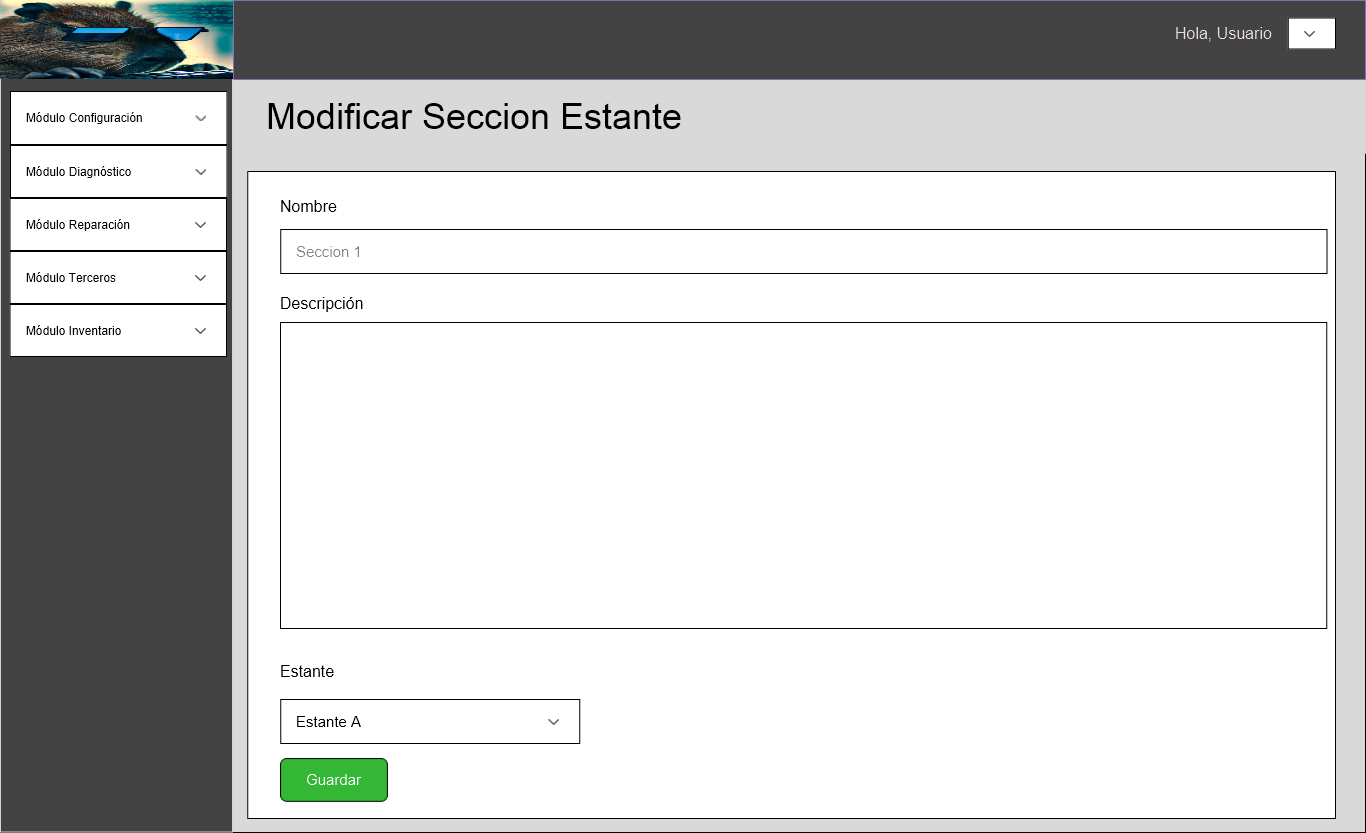 Hola, Usuario
Módulo Configuración
Módulo Diagnóstico
Módulo Reparación
Módulo Terceros
Módulo Inventario
Modificar Seccion Estante
Nombre
Seccion 1
Descripción
Estante
Estante A
Guardar